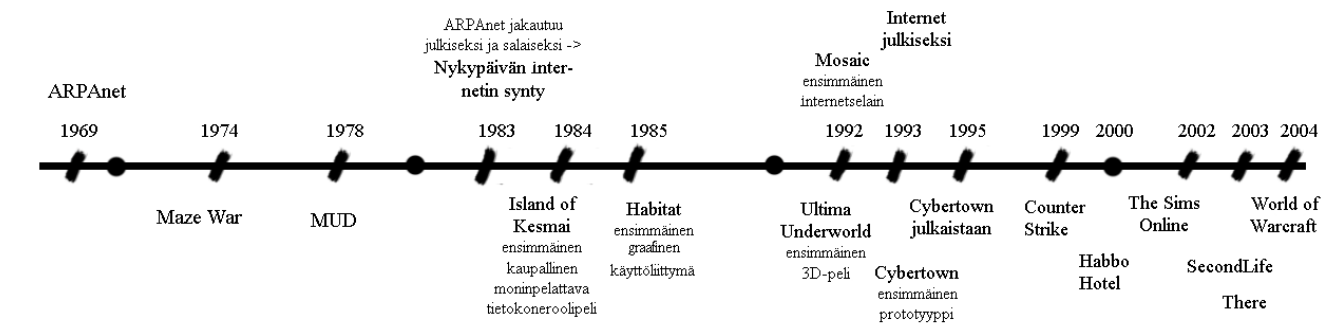 ARPAnet jakautuu
julkiseksi ja salaiseksi ->
Nykypäivän inter-
netin synty
Internet
julkiseksi
Mosaic
ensimmäinen
internetselain
ARPAnet
1969
1974
1978
1983
1984
1985
1992
1993
1995
1999
2000
2002
2003
2004
Maze War
MUD
Island of
Kesmai
ensimmäinen
kaupallinen
moninpelattava
tietokoneroolipeli
Habitat
ensimmäinen
graafinen
käyttöliittymä
Ultima
Underworld
ensimmäinen
3D-peli
Cybertown
ensimmäinen
prototyyppi
Cybertown
julkaistaan
Counter
Strike
Habbo
Hotel
The Sims
Online
SecondLife
There
World of
Warcraft